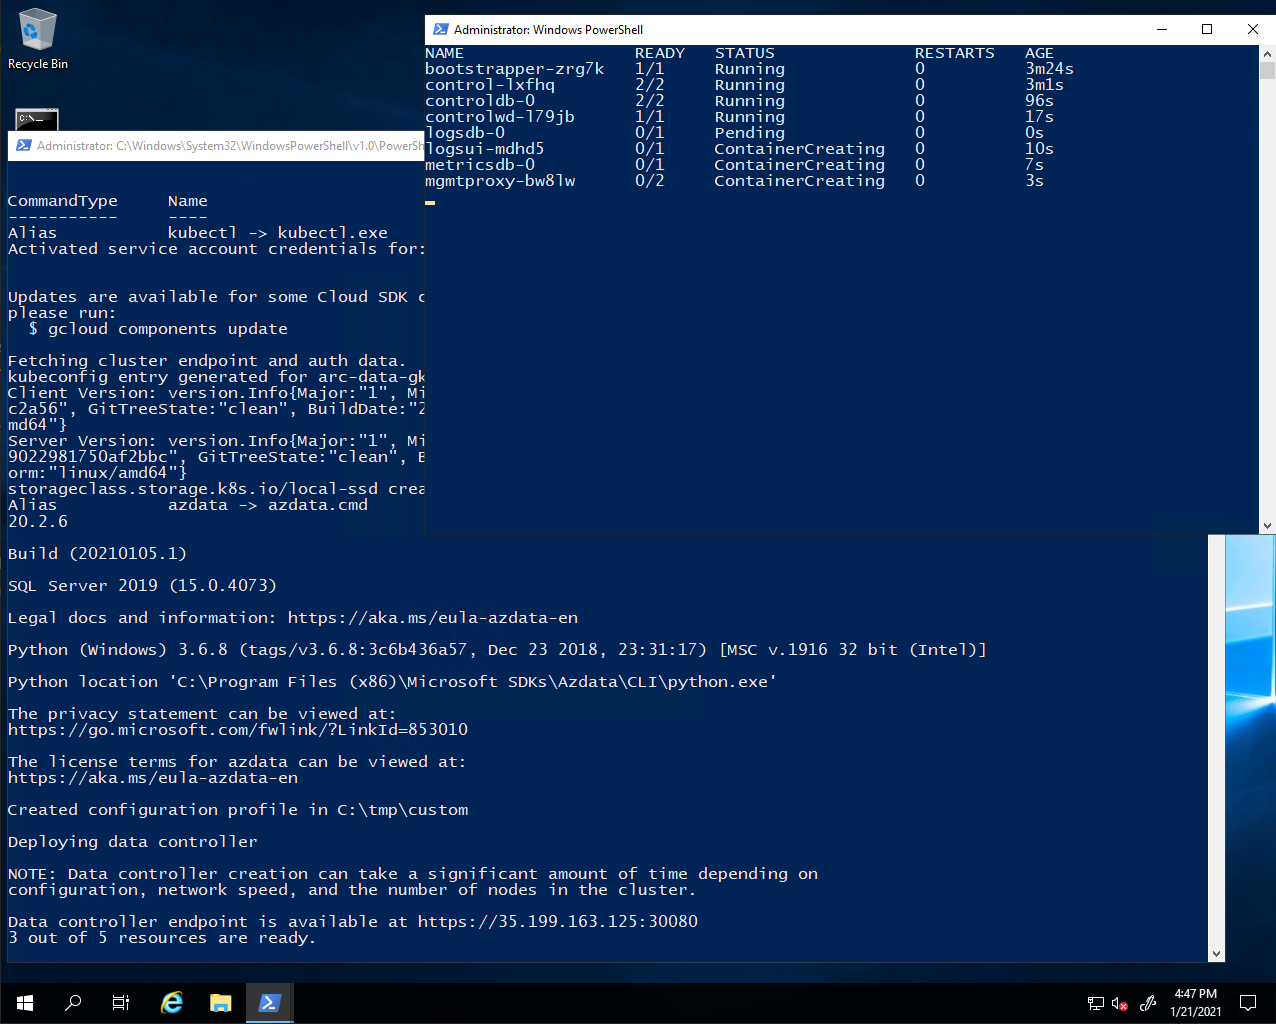 Recycle Bin
Administrator: Windows PowerShell
NAME READY STATUS RESTARTS AGE
bootstrapper-zrg7k 1/1 Running 0 3m24s
control-lxfhq 2/2 Running 0 3m1s
controldb-0 2/2 Running 0 96s
controlwd-l79jb 1/1 Running 0 17s
logsdb-0 0/1 Pending 0 0s
logsui-mdhd5 0/1 ContainerCreating 0 10s
metricsdb-0 0/1 ContainerCreating 0 7s
mgmtproxy-bw8lw 0/2 ContainerCreating 0 3s
C:\._
Administrator: C:\Windows\System32\WindowsPowerShell\v1.0\PowerSh
CommandType Name
----------- ----
Alias kubectl -> kubectl.exe
Activated service account credentials for:
Updates are available for some Cloud SDK c
please run:
$ gcloud components update
Fetching cluster endpoint and auth data.
kubeconfig entry generated for arc-data-gk
Client Version: version.Info{Major:"1", Mi
c2a56", GitTreeState:"clean", BuildDate:"2
md64"}
Server Version: version.Info{Major:"1", Mi
9022981750af2bbc", GitTreeState:"clean", B
orm:"linux/amd64"}
storageclass.storage.k8s.io/local-ssd crea
Alias azdata -> azdata.cmd
20.2.6
Build (20210105.1)
SQL Server 2019 (15.0.4073)
Legal docs and information: https://aka.ms/eula-azdata-en
Python (Windows) 3.6.8 (tags/v3.6.8:3c6b436a57, Dec 23 2018, 23:31:17) [MSC v.1916 32 bit (Intel)]
Python location 'C:\Program Files (x86)\Microsoft SDKs\Azdata\CLI\python.exe'
The privacy statement can be viewed at:
https://go.microsoft.com/fwlink/?LinkId=853010
The license terms for azdata can be viewed at:
https://aka.ms/eula-azdata-en
Created configuration profile in C:\tmp\custom
Deploying data controller
NOTE: Data controller creation can take a significant amount of time depending on
configuration, network speed, and the number of nodes in the cluster.
Data controller endpoint is available at https://35.199.163.125:30080
3 out of 5 resources are ready.
4:47 PM
1/21/2021